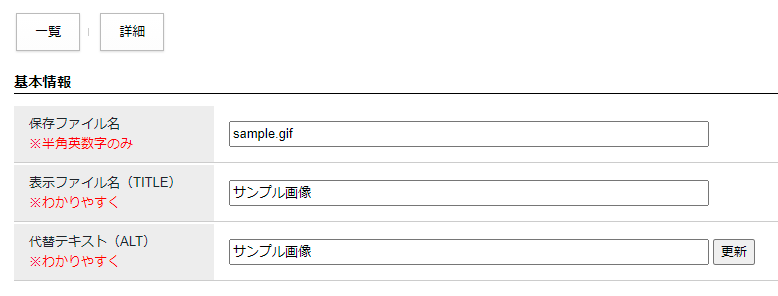 一覧 詳細
基本情報
保存ファイル名
※半角英数字のみ
sample.gif
表示ファイル名（TITLE）
※わかりやすく
サンプル画像
代替テキスト（ALT）
※わかりやすく
サンプル画像 更新